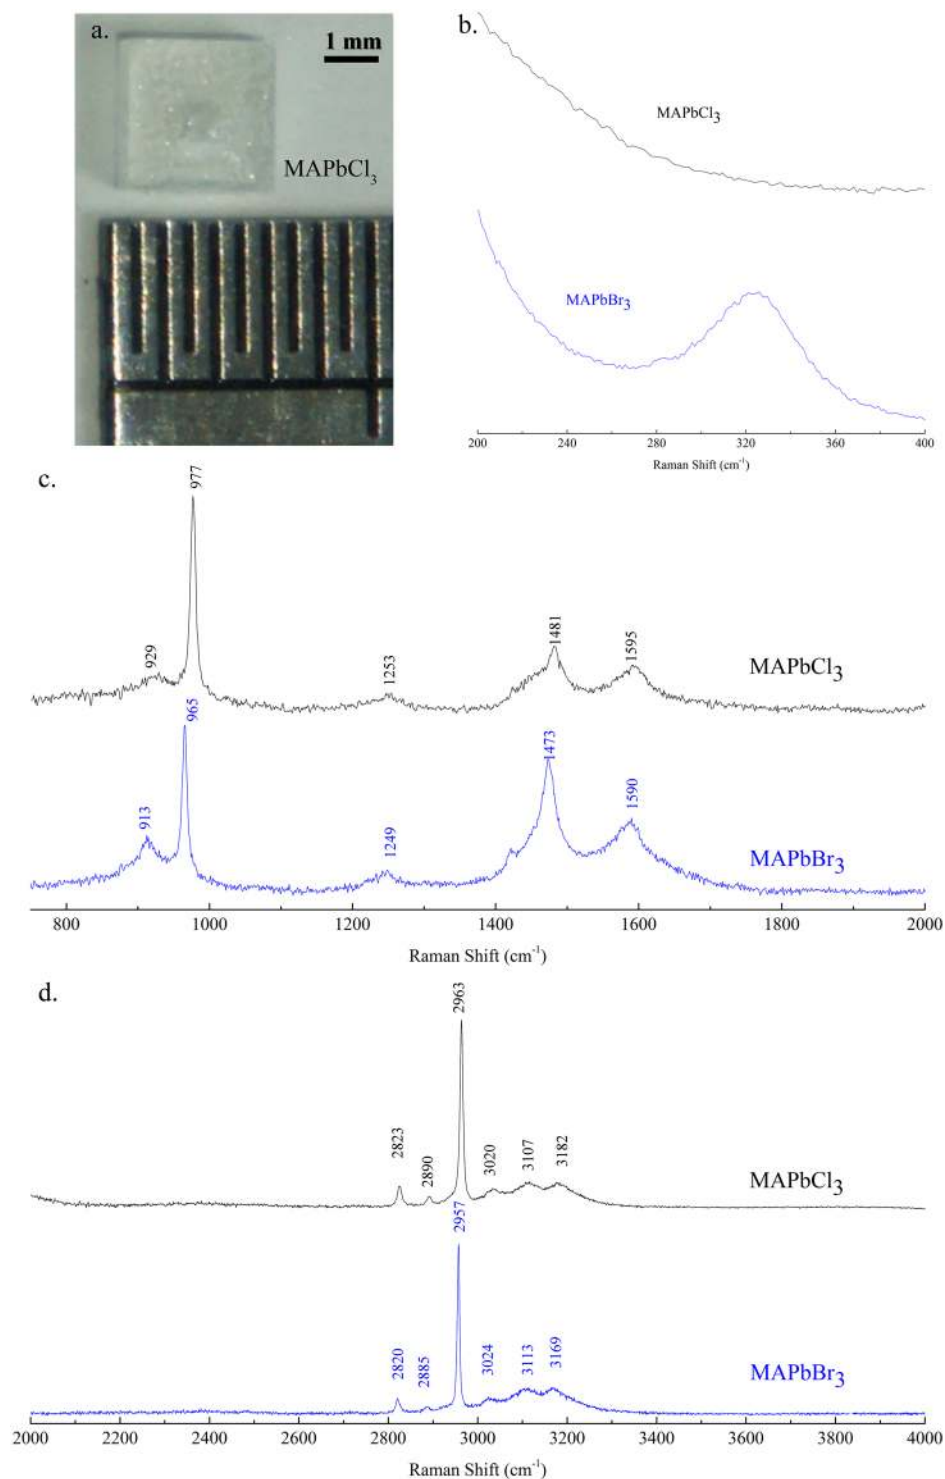 a.
1 mm
MAPbCl3
b.
MAPbCl3
MAPbBr3
200 240 280 320 360 400
Raman Shift (cm-1)
c.
977
929
1253
1481
1595
MAPbCl3
965
913
1249
1473
1590
MAPbBr3
800 1000 1200 1400 1600 1800 2000
Raman Shift (cm-1)
d.
2963
2823
2890
3020
3107
3182
MAPbCl3
2957
2820
2885
3024
3113
3169
MAPbBr3
2000 2200 2400 2600 2800 3000 3200 3400 3600 3800 4000
Raman Shift (cm-1)